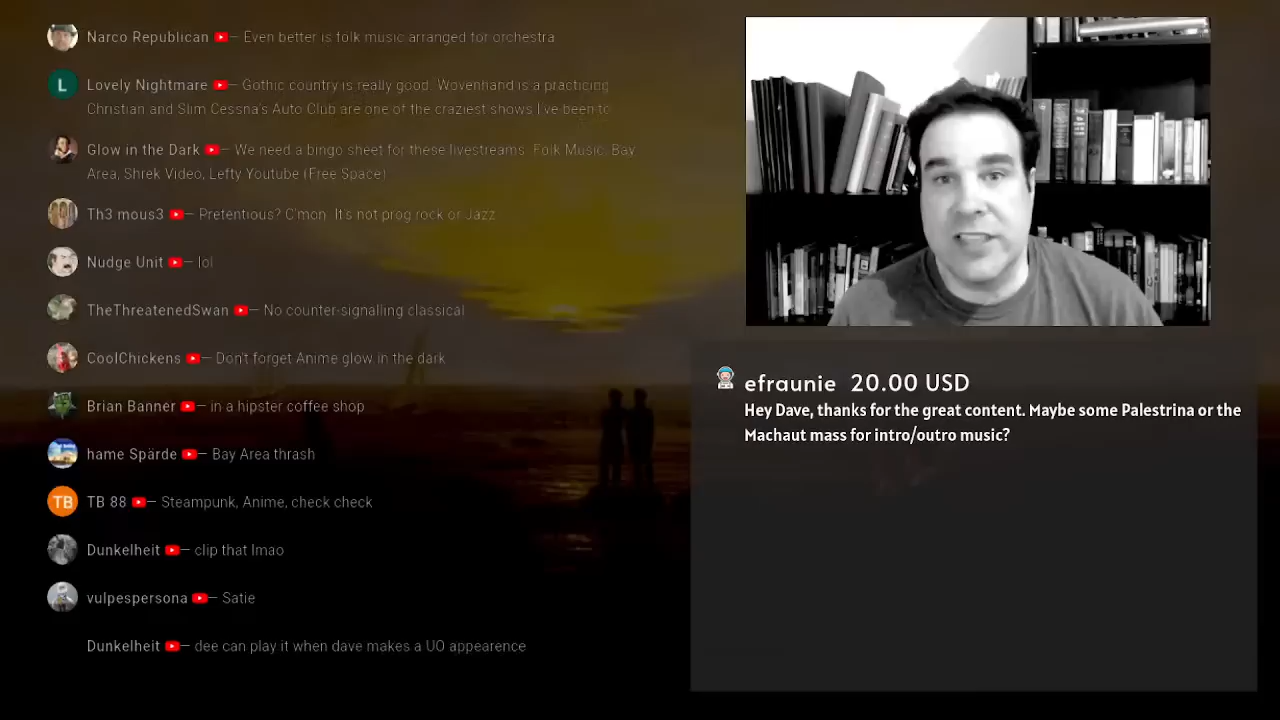 Narco Republican — Even better is folk music arranged for orchestra
L
Lovely Nightmare — Gothic country is really good. Wovenhand is a practicing
Christian and Slim Cessna's Auto Club are one of the craziest shows I've been to
Glow in the Dark — We need a bingo sheet for these livestreams. Folk Music, Bay
Area, Shrek Video, Lefty Youtube (Free Space)
Th3 mous3 — Pretentious? C'mon. It's not prog rock or Jazz
Nudge Unit — lol
TheThreatenedSwan — No counter-signalling classical
CoolChickens — Don't forget Anime glow in the dark
Brian Banner — in a hipster coffee shop
hame Spärde — Bay Area thrash
TB
TB 88 — Steampunk, Anime, check check
Dunkelheit — clip that lmao
vulpespersona — Satie
Dunkelheit — dee can play it when dave makes a UO appearence
efraunie 20.00 USD
Hey Dave, thanks for the great content. Maybe some Palestrina or the
Machaut mass for intro/outro music?